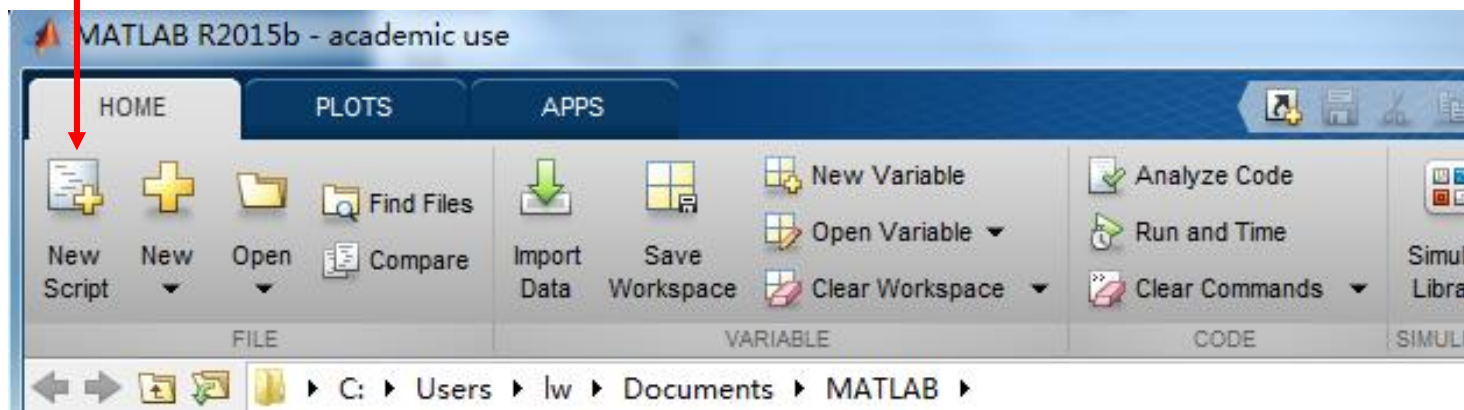 MATLAB R2015b - academic use
HOME PLOTS APPS
New Script
New
Open
Find Files
Compare
Import Data
Save Workspace
New Variable
Open Variable
Clear Workspace
Analyze Code
Run and Time
Clear Commands
FILE VARIABLE CODE
C: Users lw Documents MATLAB